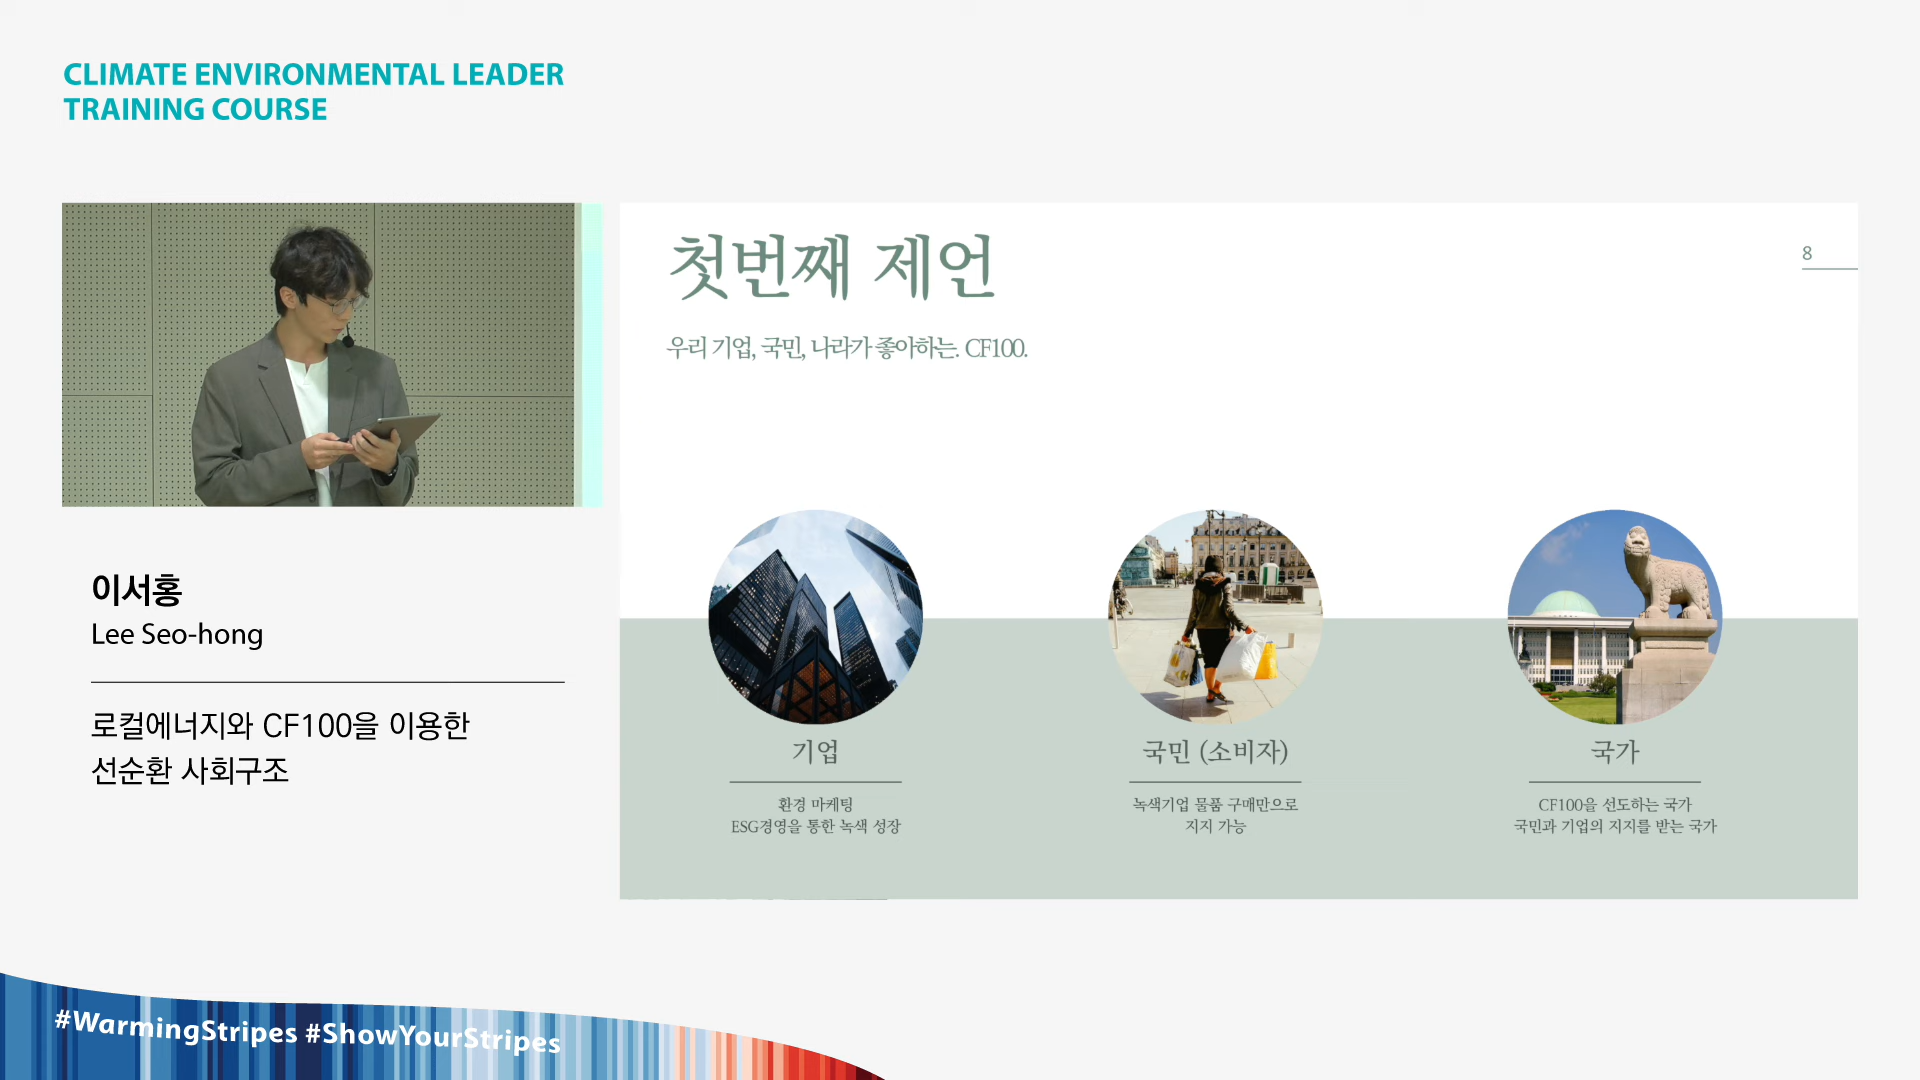 CLIMATE ENVIRONMENTAL LEADER
TRAINING COURSE
이서홍
Lee Seo-hong
로컬에너지와 CF100을 이용한
선순환 사회구조
첫번째 제언
8
우리 기업, 국민, 나라가 좋아하는. CF100.
기업
환경 마케팅
ESG경영을 통한 녹색 성장
국민 (소비자)
녹색기업 물품 구매만으로
지지 가능
국가
CF100을 선도하는 국가
국민과 기업의 지지를 받는 국가
#WarmingStripes #ShowYourStripes